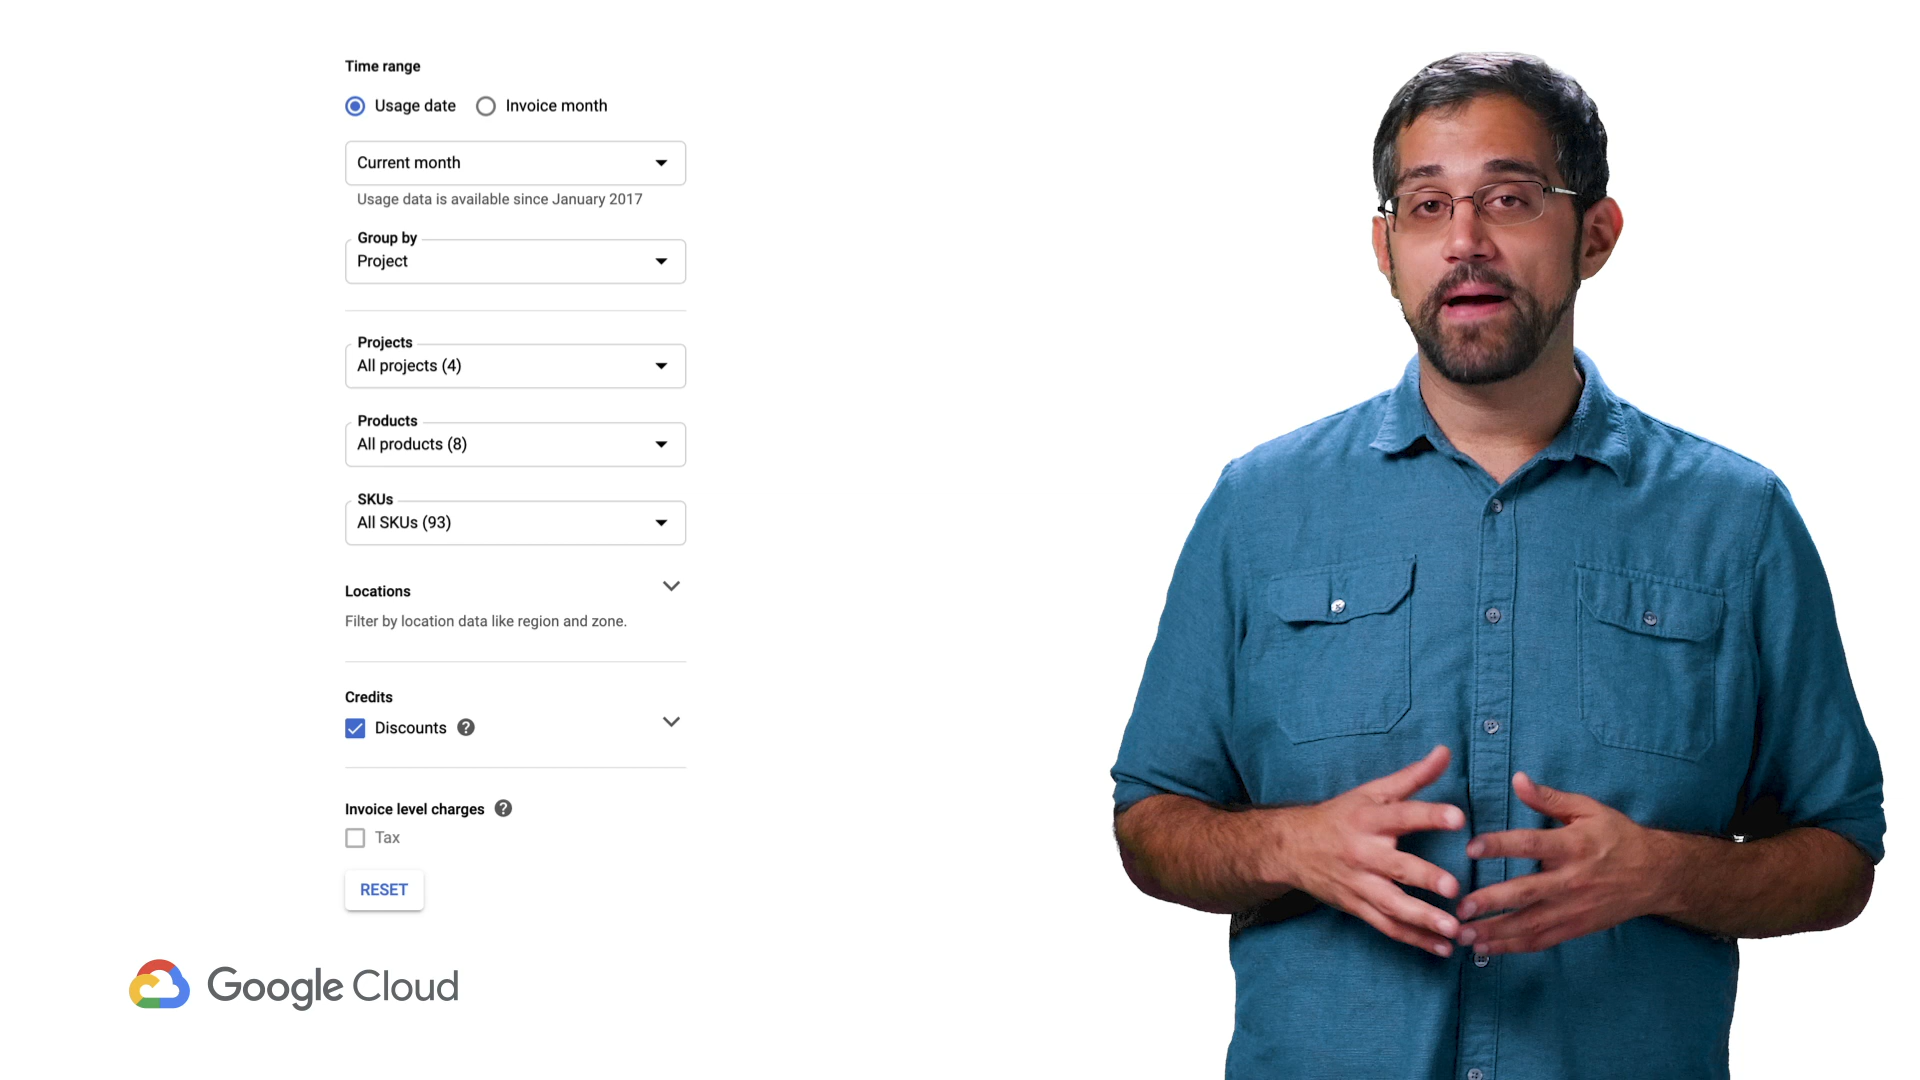 Time range
Usage date Invoice month
Current month
Usage data is available since January 2017
Group by
Project
Projects
All projects (4)
Products
All products (8)
SKUs
All SKUs (93)
Locations
Filter by location data like region and zone.
Credits
Discounts ?
Invoice level charges ?
Tax
RESET
Google Cloud